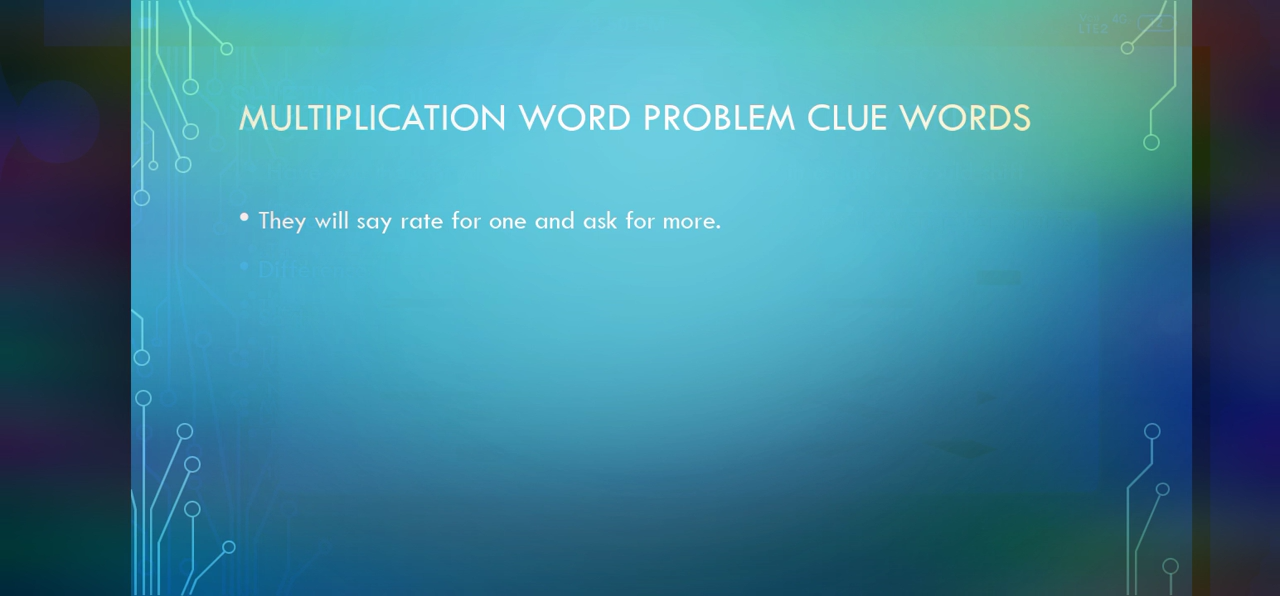 MULTIPLICATION WORD PROBLEM CLUE WORDS
• They will say rate for one and ask for more.